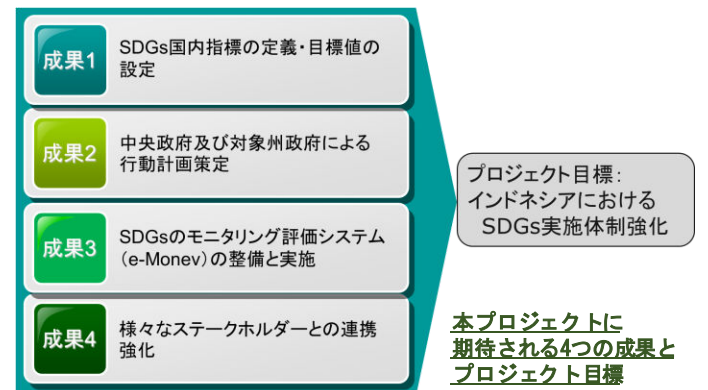 成果1
SDGs国内指標の定義・目標値の
設定
成果2
中央政府及び対象州政府による
行動計画策定
成果3
SDGsのモニタリング評価システム
（e-Monev）の整備と実施
成果4
様々なステークホルダーとの連携
強化
プロジェクト目標：
インドネシアにおける
SDGs実施体制強化
本プロジェクトに
期待される4つの成果と
プロジェクト目標